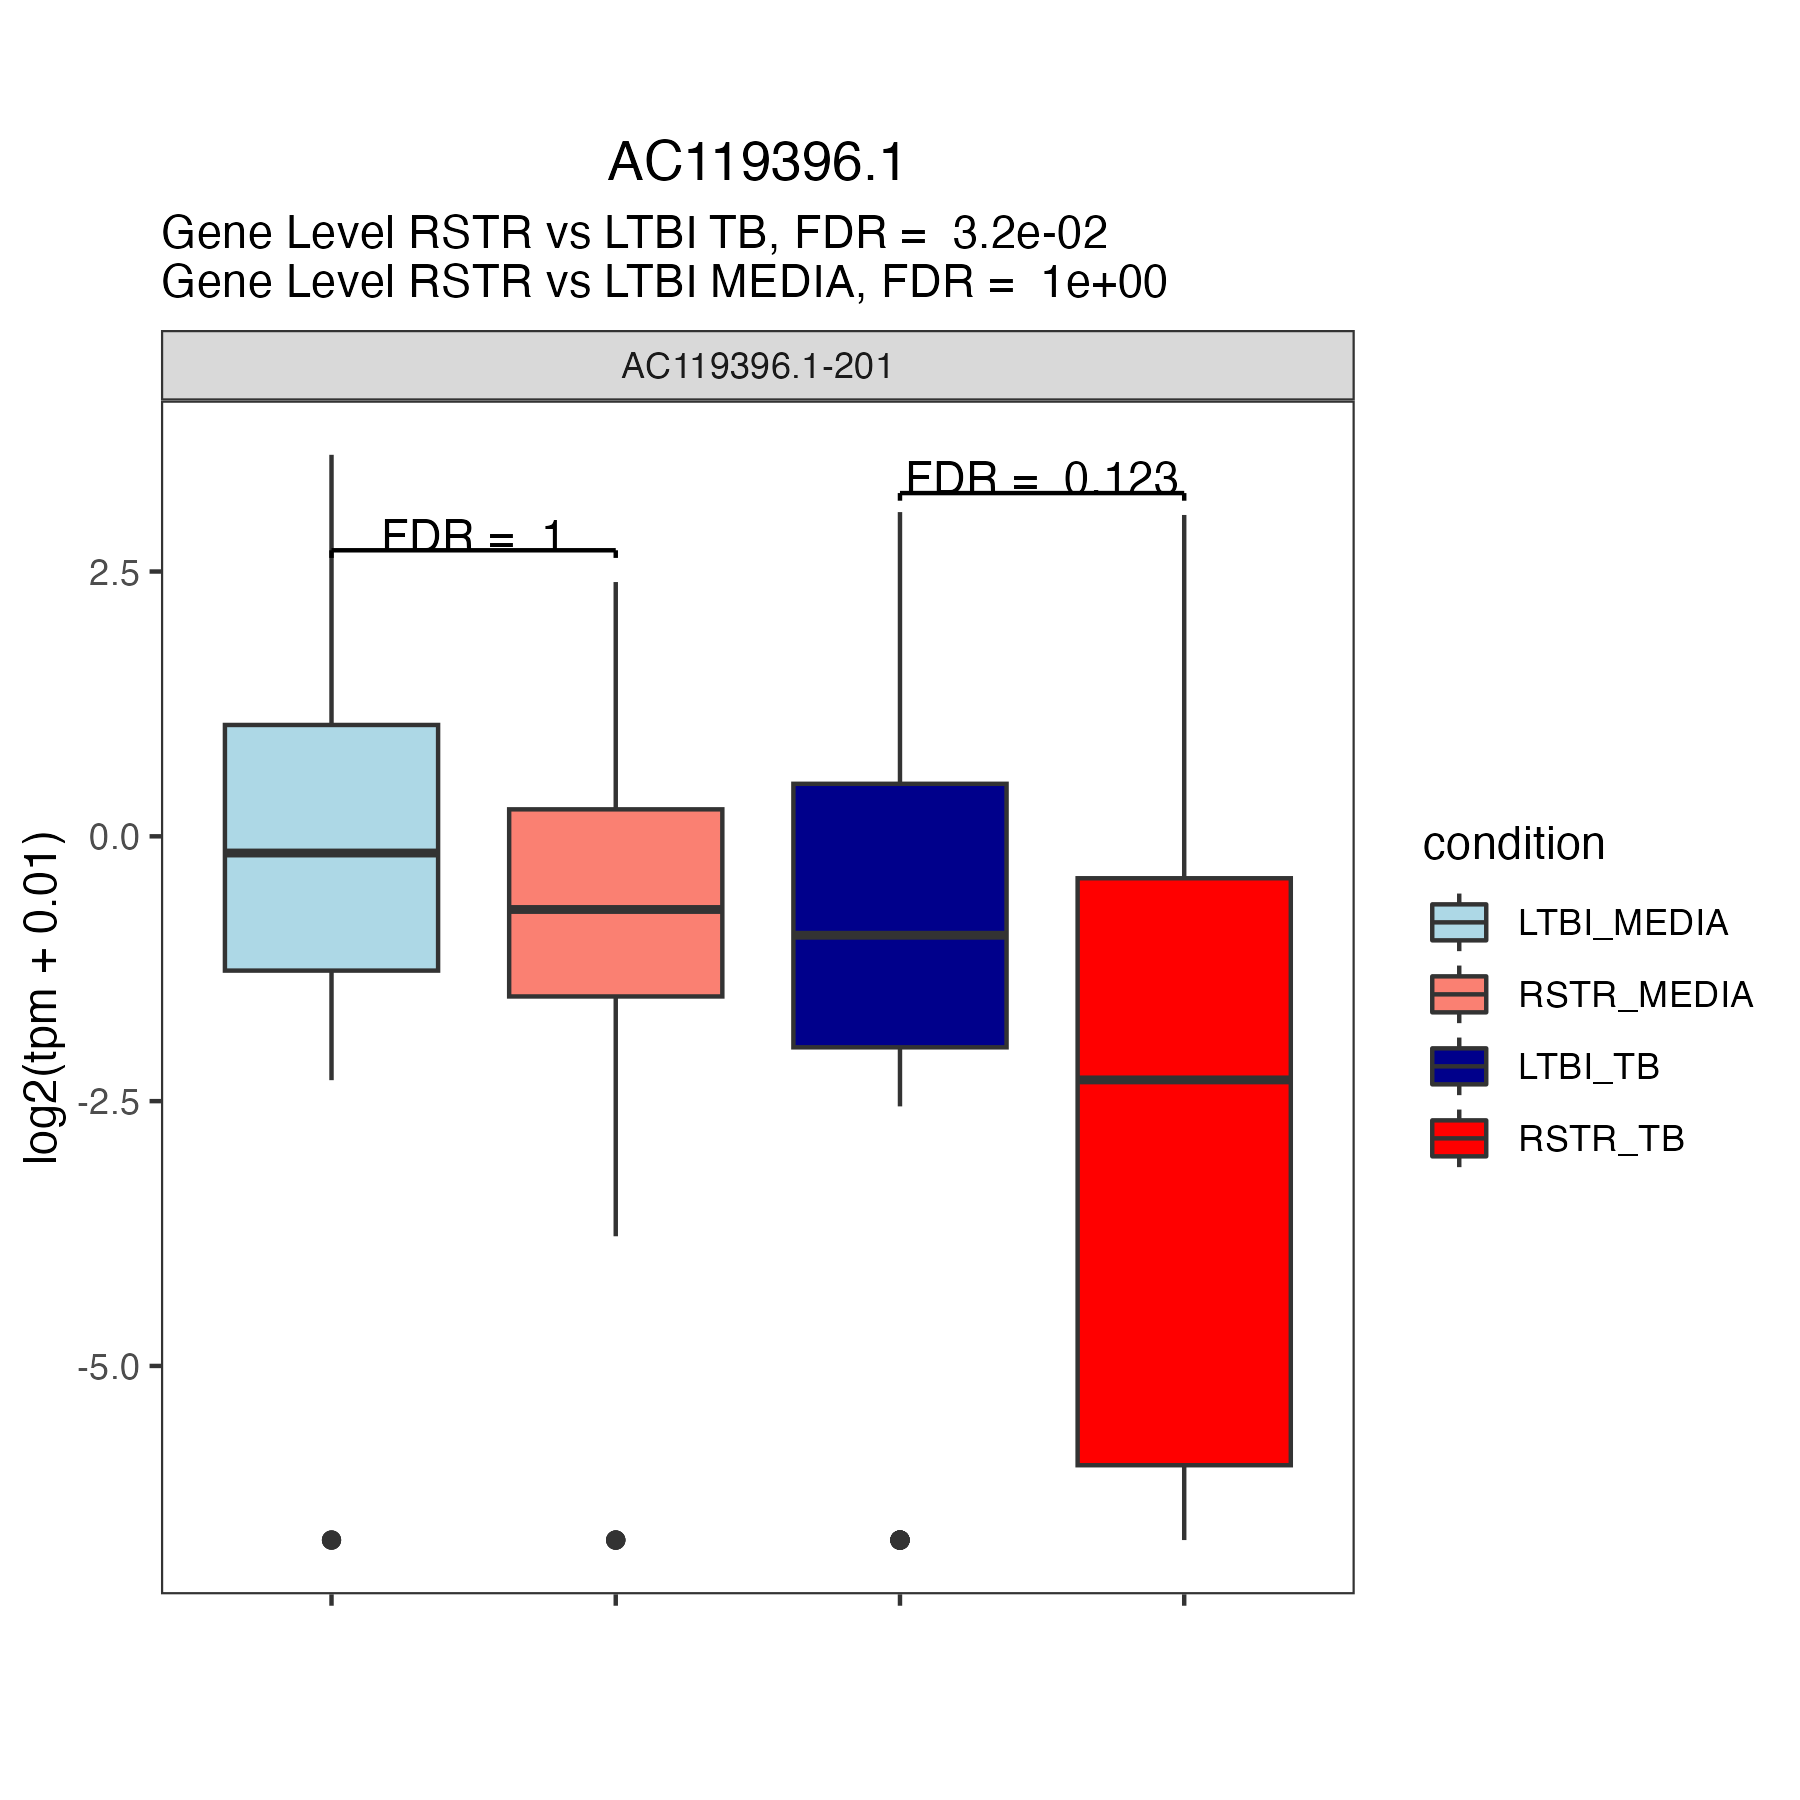 AC119396.1
Gene Level RSTR vs LTBI TB, FDR =  3.2e-02
Gene Level RSTR vs LTBI MEDIA, FDR =  1e+00
AC119396.1-201
FDR =  0.123
FDR =  1
2.5
0.0
-2.5
-5.0
log2(tpm + 0.01)
condition
LTBI_MEDIA
RSTR_MEDIA
LTBI_TB
RSTR_TB